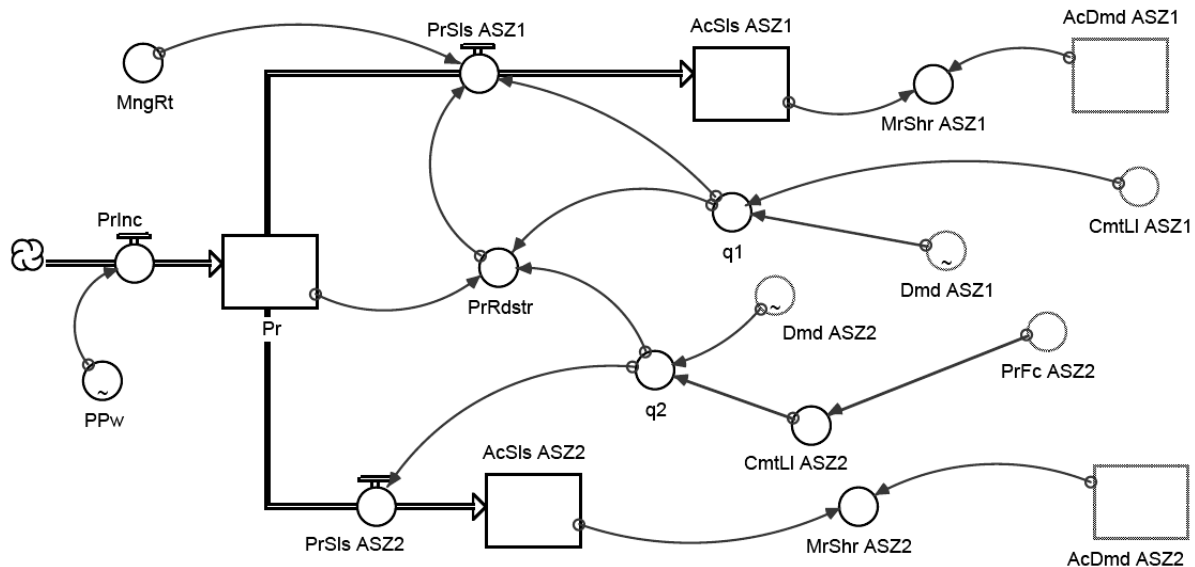 PrSls ASZ1
AcSls ASZ1
AcDmd ASZ1
MngRt
MrShr ASZ1
PrInc
CmtLl ASZ1
q1
Dmd ASZ1
PrRdstr
Pr
~
~
Dmd ASZ2
PrFc ASZ2
~
PPw
q2
CmtLl ASZ2
AcSls ASZ2
PrSls ASZ2
MrShr ASZ2
AcDmd ASZ2